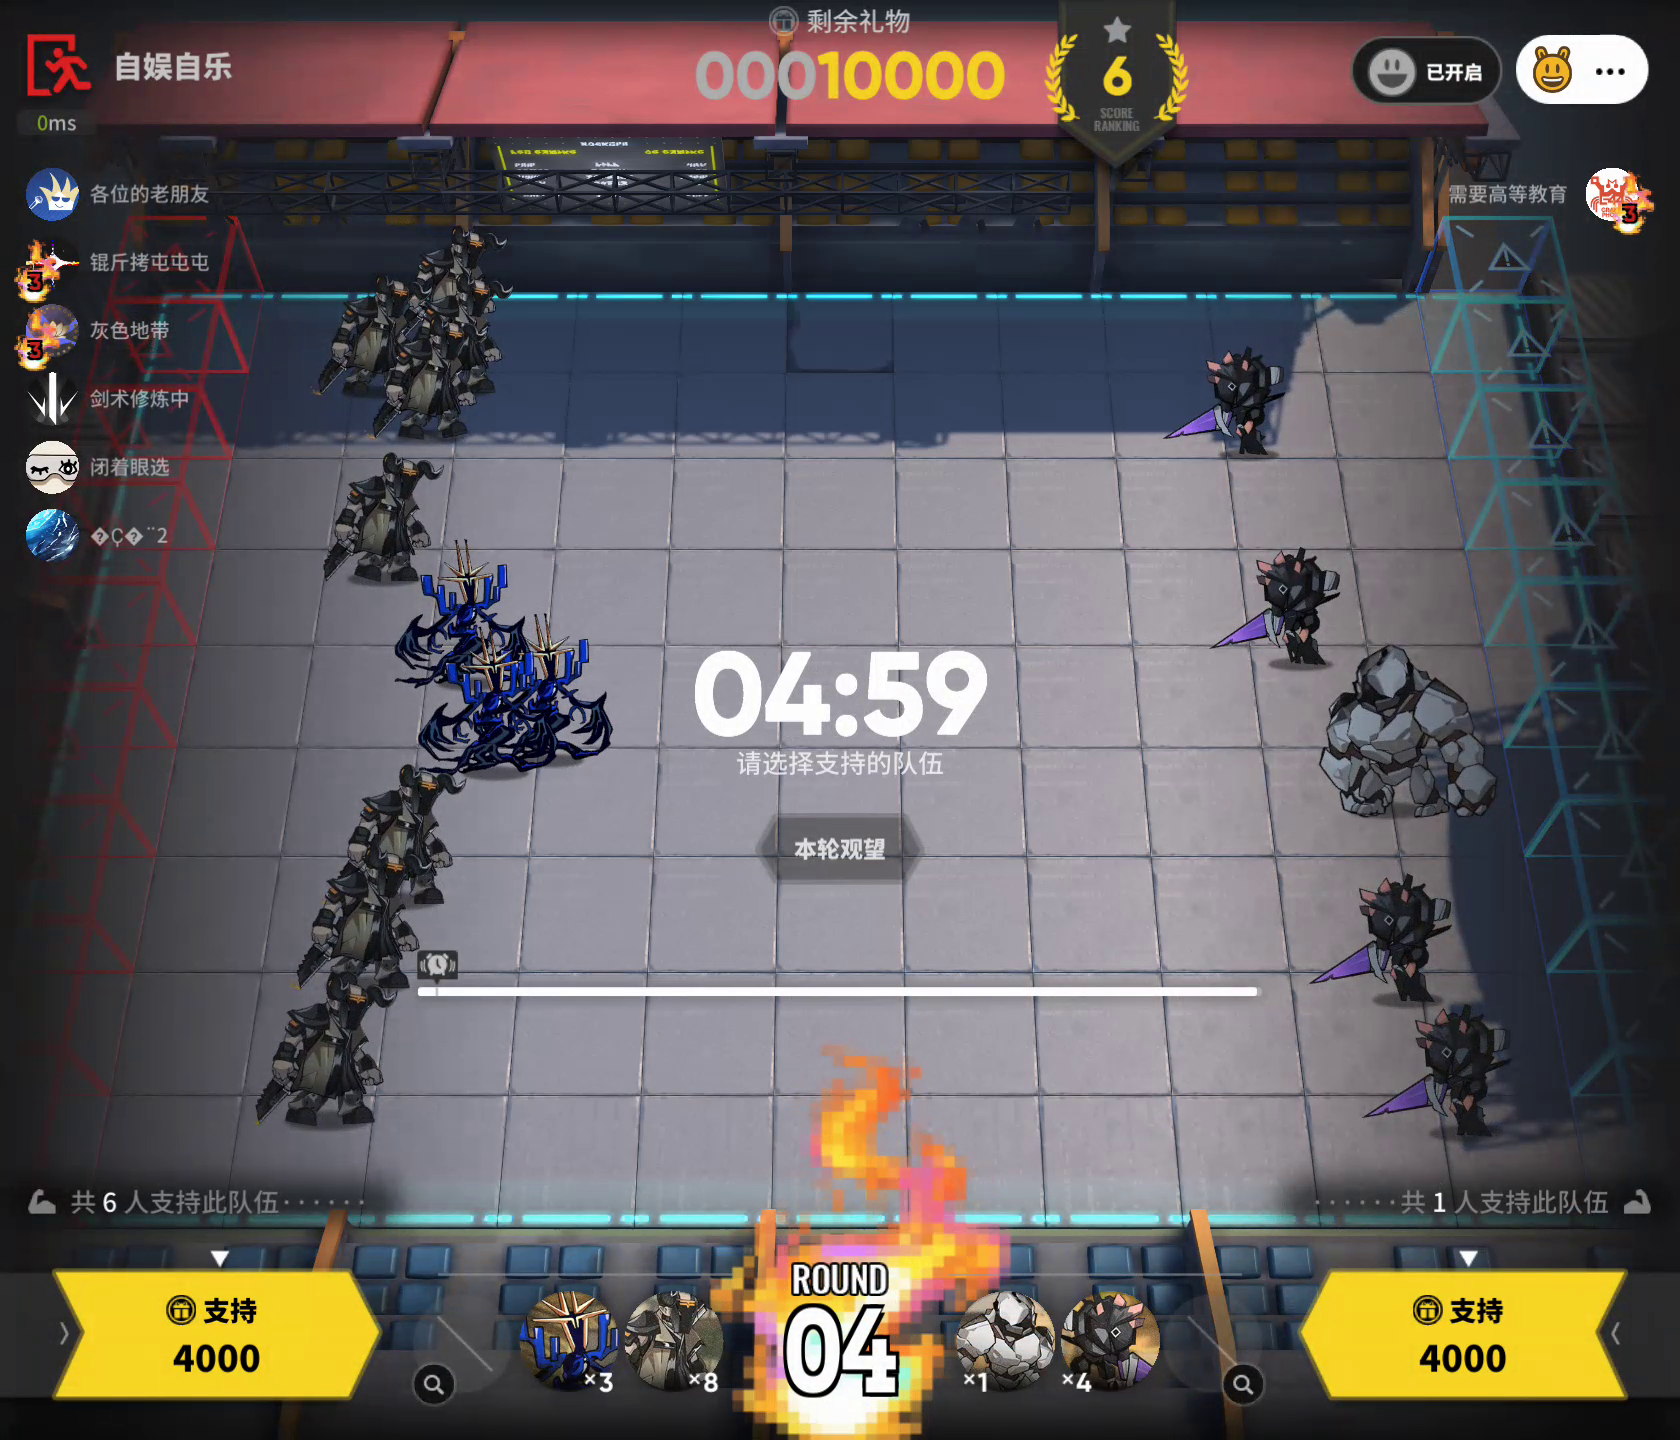 剩余礼物
自娱自乐
00010000
6
SCORE
RANKING
已开启
0ms
各位的老朋友
需要高等教育
3
锟斤拷屯屯屯
3
灰色地带
3
剑术修炼中
闭着眼选
�Ç�¨2
04:59
请选择支持的队伍
本轮观望
共 6 人支持此队伍······
······共 1 人支持此队伍
支持
4000
×3
×8
ROUND
04
×1
×4
支持
4000